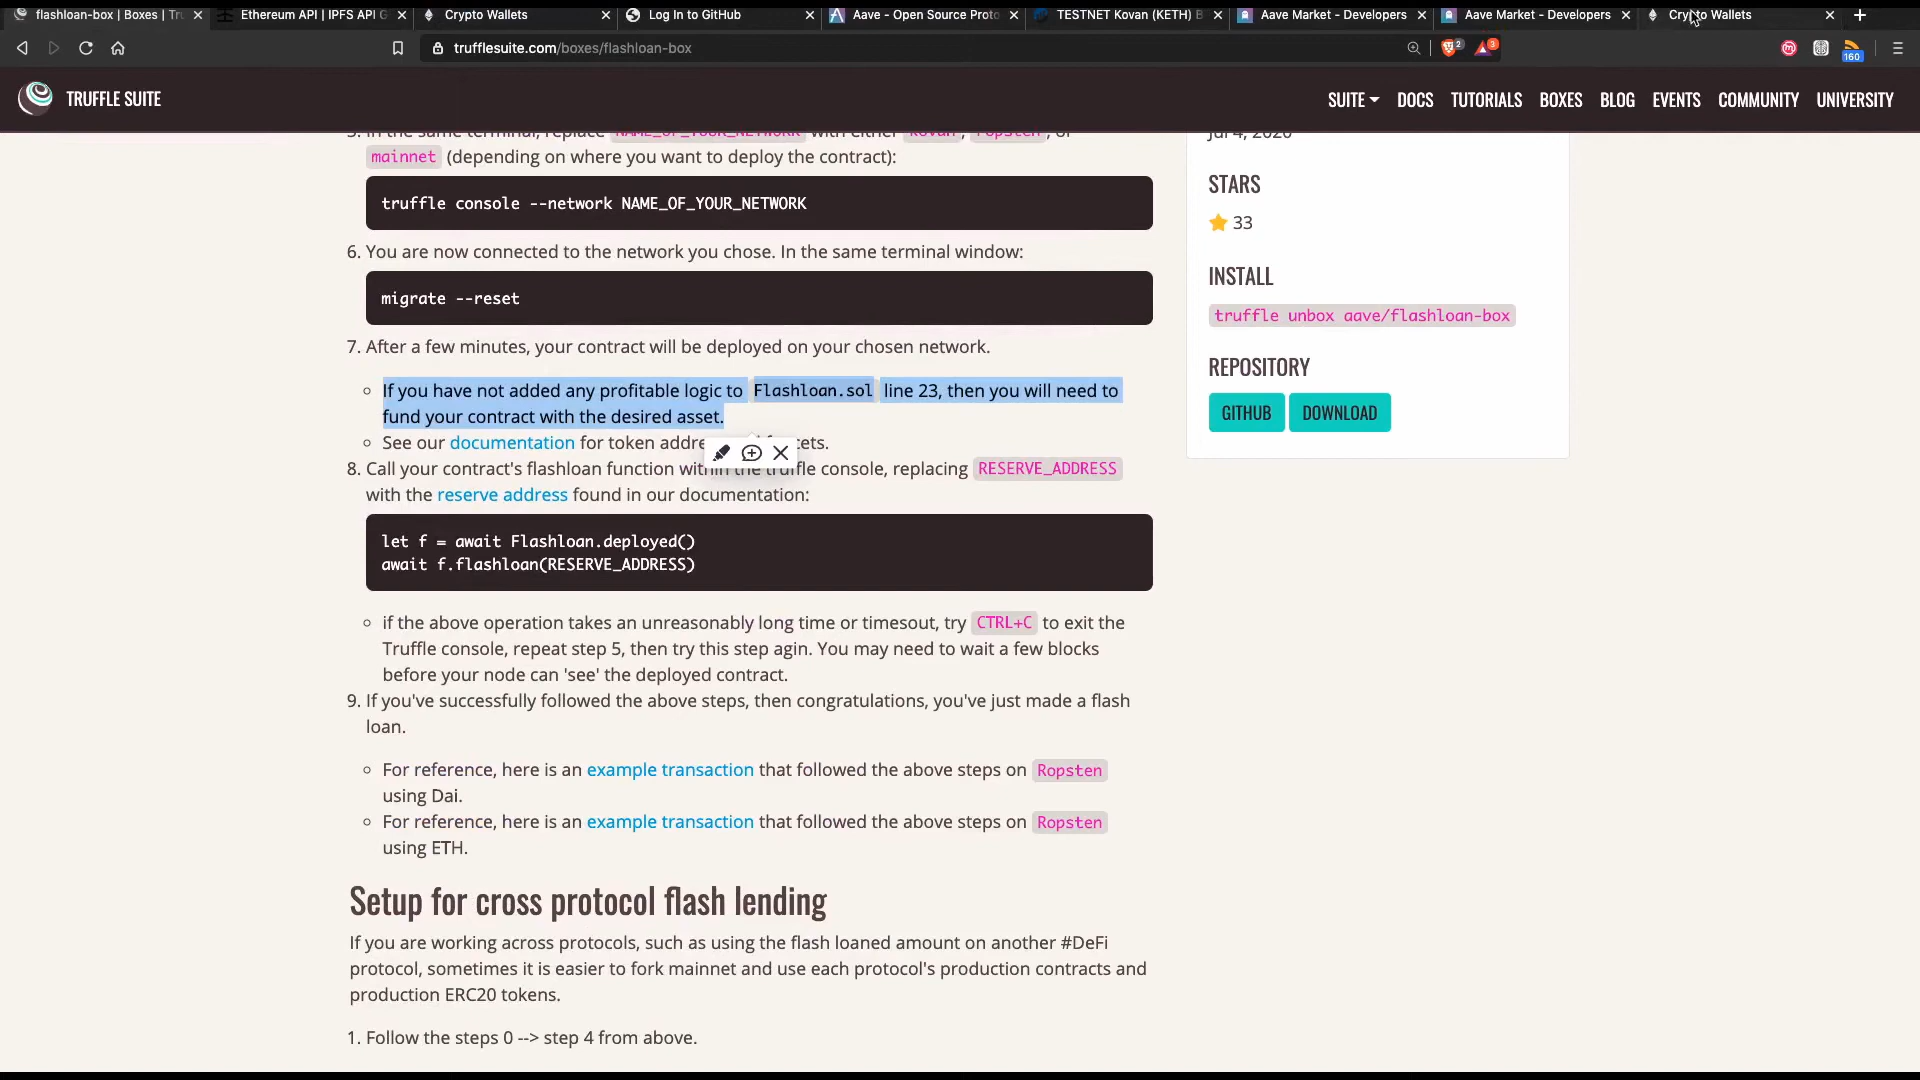 flashloan-box | Boxes | Tru
Ethereum API | IPFS API G
Crypto Wallets
Log In to GitHub
Aave - Open Source Proto
TESTNET Kovan (KETH) B
Aave Market - Developers
Aave Market - Developers
Crypto Wallets
trufflesuite.com/boxes/flashloan-box
2
3
160
TRUFFLE SUITE
SUITE
DOCS
TUTORIALS
BOXES
BLOG
EVENTS
COMMUNITY
UNIVERSITY
5. In the same terminal, replace NAME_OF_YOUR_NETWORK with either kovan, ropsten, or
mainnet (depending on where you want to deploy the contract):
truffle console --network NAME_OF_YOUR_NETWORK
6. You are now connected to the network you chose. In the same terminal window:
migrate --reset
7. After a few minutes, your contract will be deployed on your chosen network.
If you have not added any profitable logic to Flashloan.sol line 23, then you will need to
fund your contract with the desired asset.
See our documentation for token
8. Call your contract's flashloan function within the truffle console, replacing RESERVE_ADDRESS
with the reserve address found in our documentation:
let f = await Flashloan.deployed()
await f.flashloan(RESERVE_ADDRESS)
if the above operation takes an unreasonably long time or timesout, try CTRL+C to exit the
Truffle console, repeat step 5, then try this step agin. You may need to wait a few blocks
before your node can 'see' the deployed contract.
9. If you've successfully followed the above steps, then congratulations, you've just made a flash
loan.
For reference, here is an example transaction that followed the above steps on Ropsten
using Dai.
For reference, here is an example transaction that followed the above steps on Ropsten
using ETH.
Setup for cross protocol flash lending
If you are working across protocols, such as using the flash loaned amount on another #DeFi
protocol, sometimes it is easier to fork mainnet and use each protocol's production contracts and
production ERC20 tokens.
1. Follow the steps 0 --> step 4 from above.
Jul 4, 2020
STARS
33
INSTALL
truffle unbox aave/flashloan-box
REPOSITORY
GITHUB
DOWNLOAD